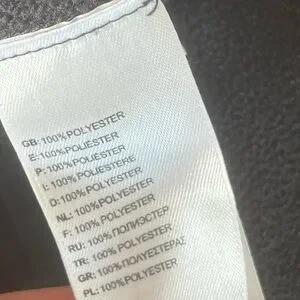 GB: 100%POLYESTER
E: 100%POLIÉSTER
P: 100%POLIÉSTER
I: 100%POLIESTERE
D: 100%POLYESTER
NL: 100%POLYESTER
F: 100%POLYESTER
RU: 100%ПОЛИЭСТЕР
TR: 100%POLYESTER
GR: 100%ΠΟΛΥΕΣΤΕΡΑΣ
PL: 100%POLYESTER